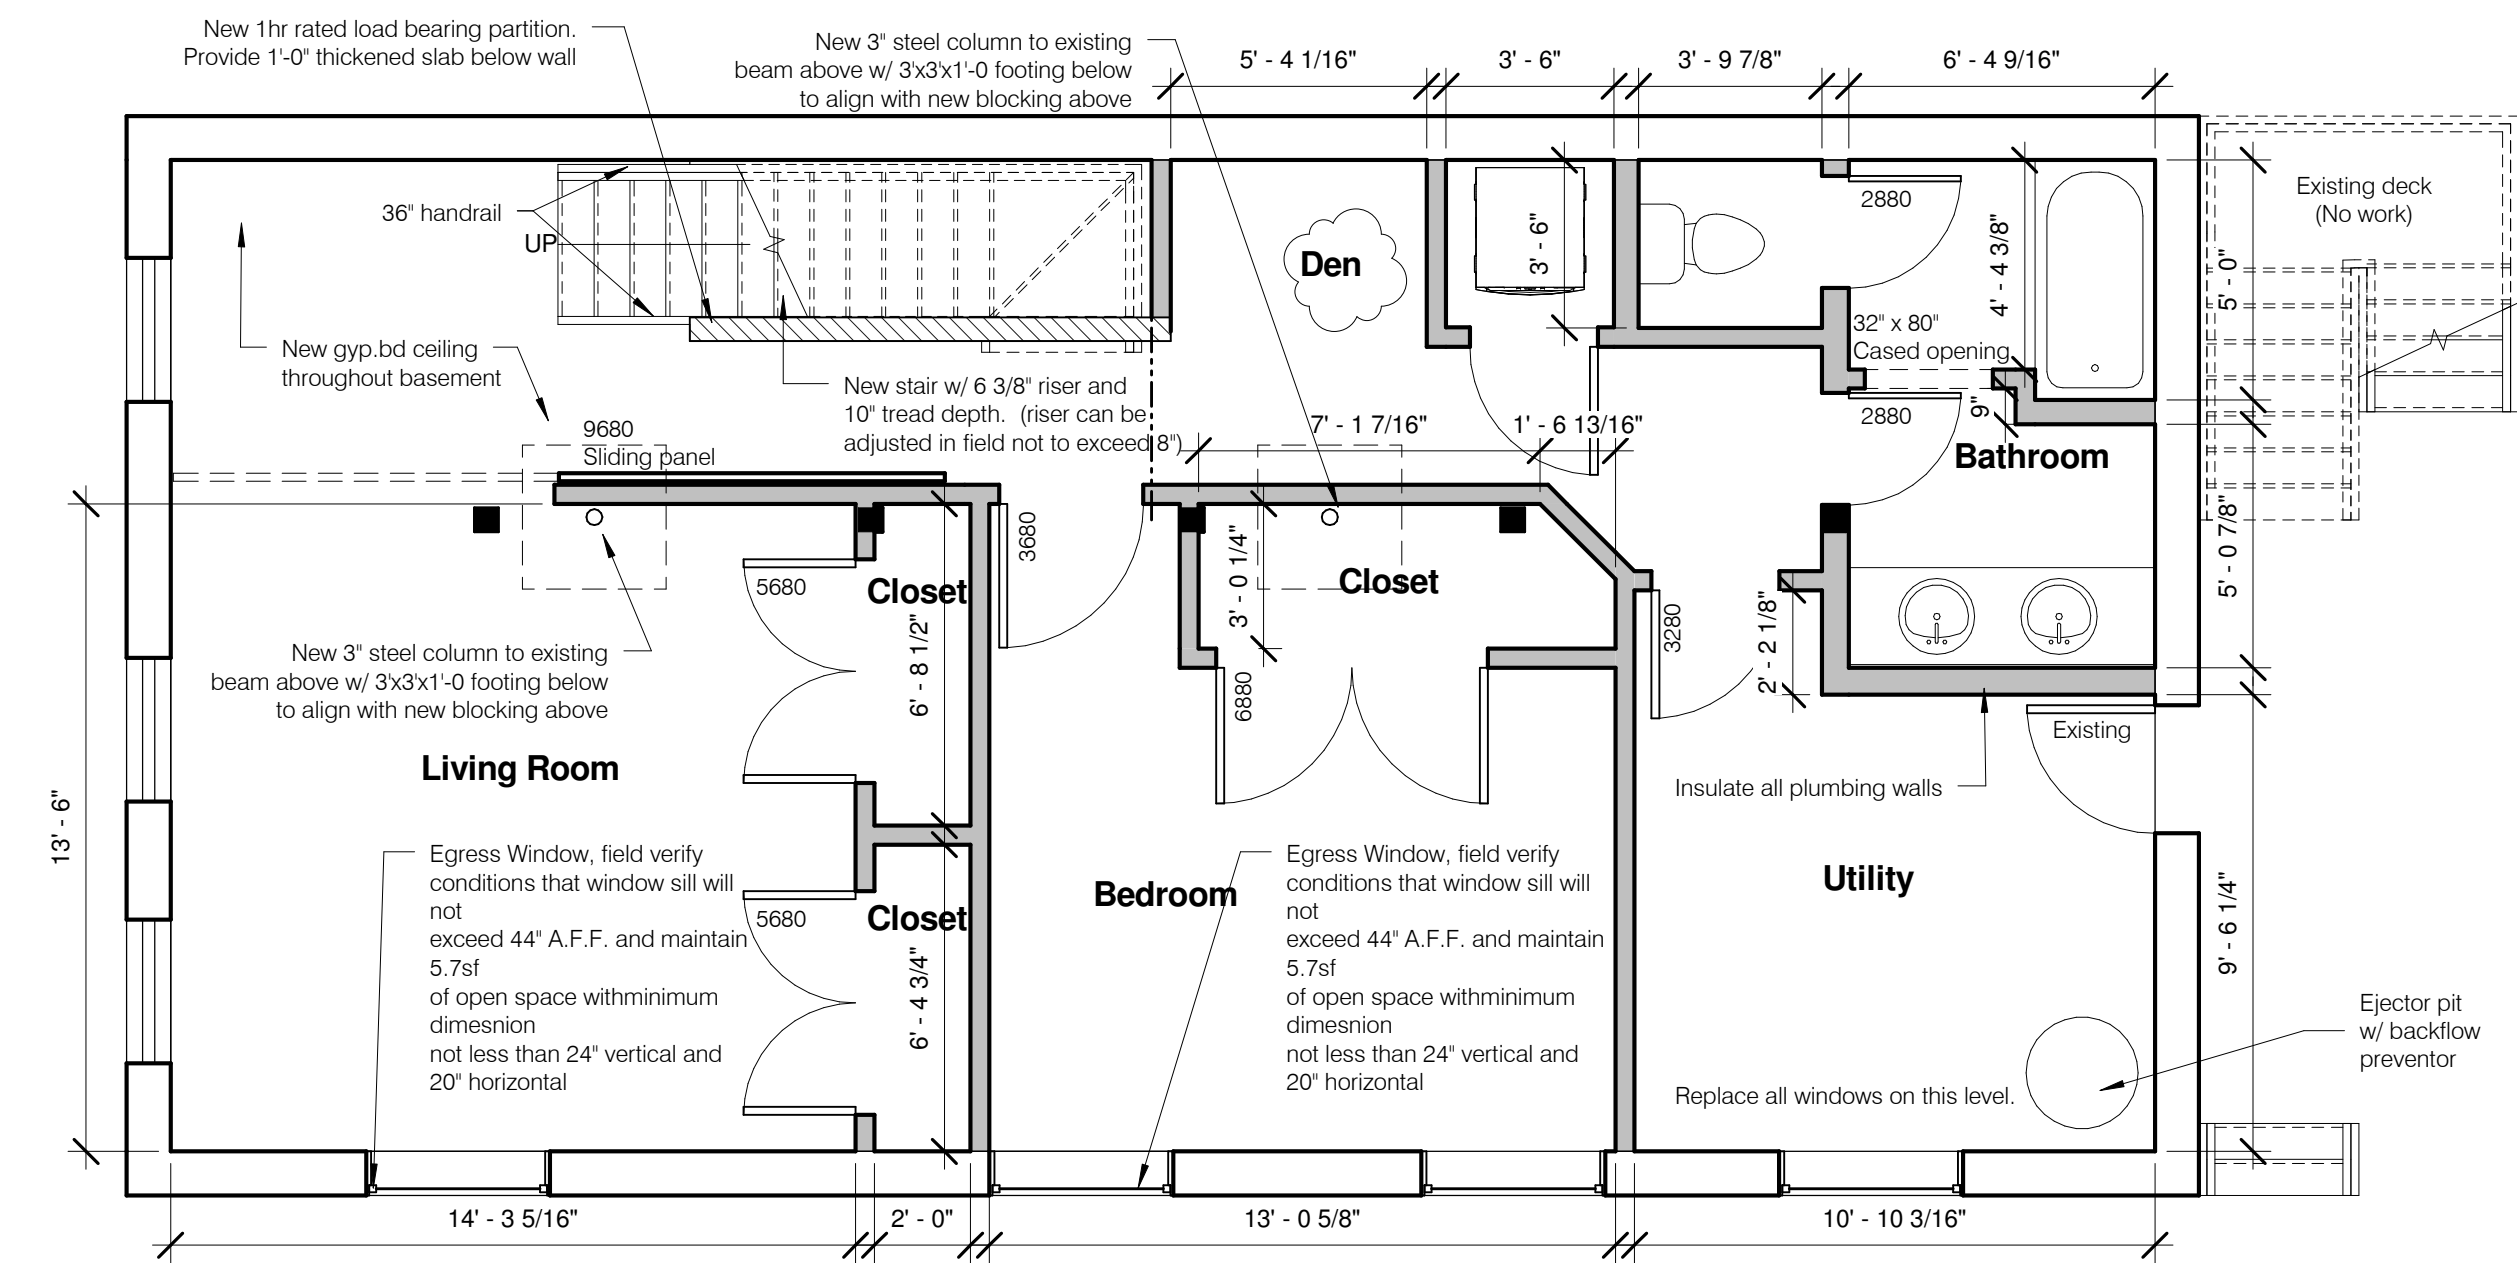 New 1hr rated load bearing partition.
Provide 1'-0" thickened slab below wall
New 3" steel column to existing
beam above w/ 3'x3'x1'-0 footing below
to align with new blocking above
5' - 4 1/16"
3' - 6"
3' - 9 7/8"
6' - 4 9/16"
36" handrail
UP
Den
3' - 6"
2880
4' - 4 3/8"
Existing deck
(No work)
5' - 0"
New gyp.bd ceiling
throughout basement
32" x 80"
Cased opening
New stair w/ 6 3/8" riser and
10" tread depth.  (riser can be
adjusted in field not to exceed 8")
9680
Sliding panel
7' - 1 7/16"
1' - 6 13/16"
2880
9"
Bathroom
3680
3' - 0 1/4"
5' - 0 7/8"
5680
Closet
Closet
6' - 8 1/2"
3280
2' - 2 1/8"
New 3" steel column to existing
beam above w/ 3'x3'x1'-0 footing below
to align with new blocking above
6880
Existing
Living Room
Insulate all plumbing walls
13' - 6"
Egress Window, field verify
conditions that window sill will
not
exceed 44" A.F.F. and maintain
5.7sf
of open space withminimum
dimesnion
not less than 24" vertical and
20" horizontal
5680
Closet
6' - 4 3/4"
Bedroom
Egress Window, field verify
conditions that window sill will
not
exceed 44" A.F.F. and maintain
5.7sf
of open space withminimum
dimesnion
not less than 24" vertical and
20" horizontal
Utility
9' - 6 1/4"
Ejector pit
w/ backflow
preventor
Replace all windows on this level.
14' - 3 5/16"
2' - 0"
13' - 0 5/8"
10' - 10 3/16"